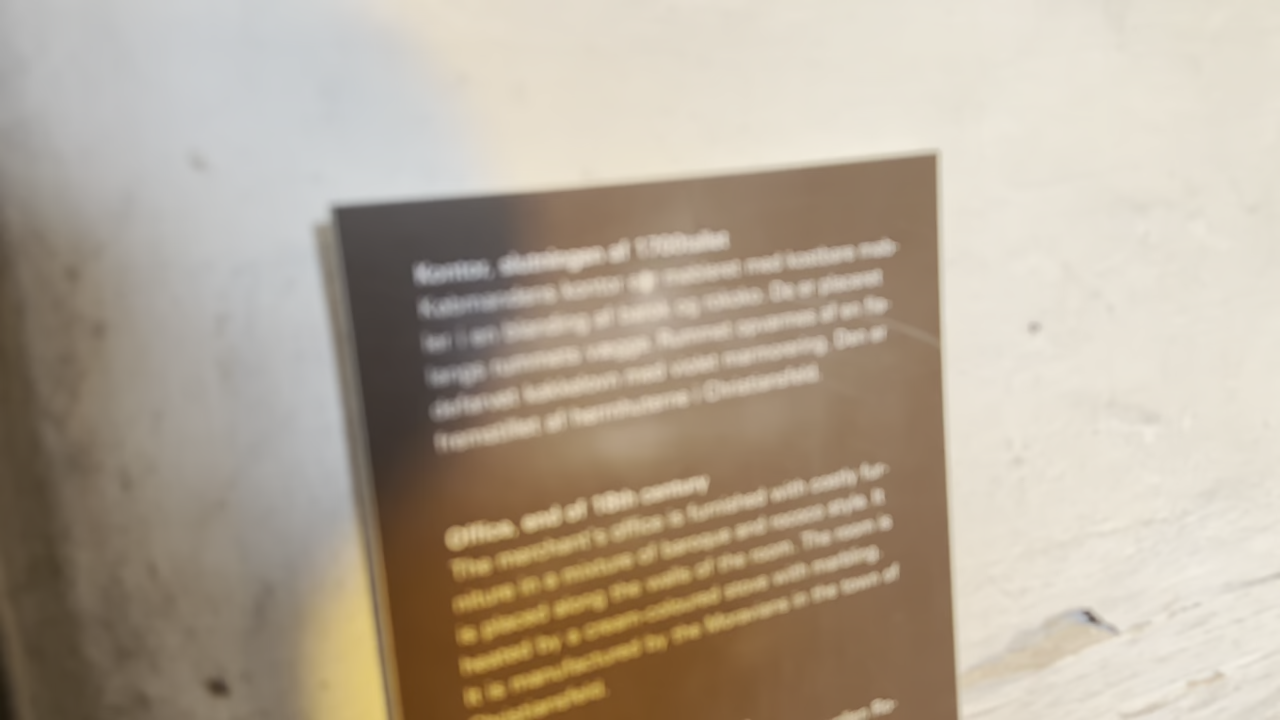 Kontor, slutningen af 1700tallet
Købmandens kontor er møbleret med kostbare møb-
ler i en blanding af barok og rokoko. De er placeret
langs rummets vægge. Rummet opvarmes af en fa-
jancefarvet kakkelovn med violet marmorering. Den er
fremstillet af herrnhuterne i Christiansfeld.
Office, end of 18th century
The merchant's office is furnished with costly fur-
niture in a mixture of baroque and rococo style. It
is placed along the walls of the room. The room is
heated by a cream-coloured stove with marbling.
It is manufactured by the Moravians in the town of
Christiansfeld.